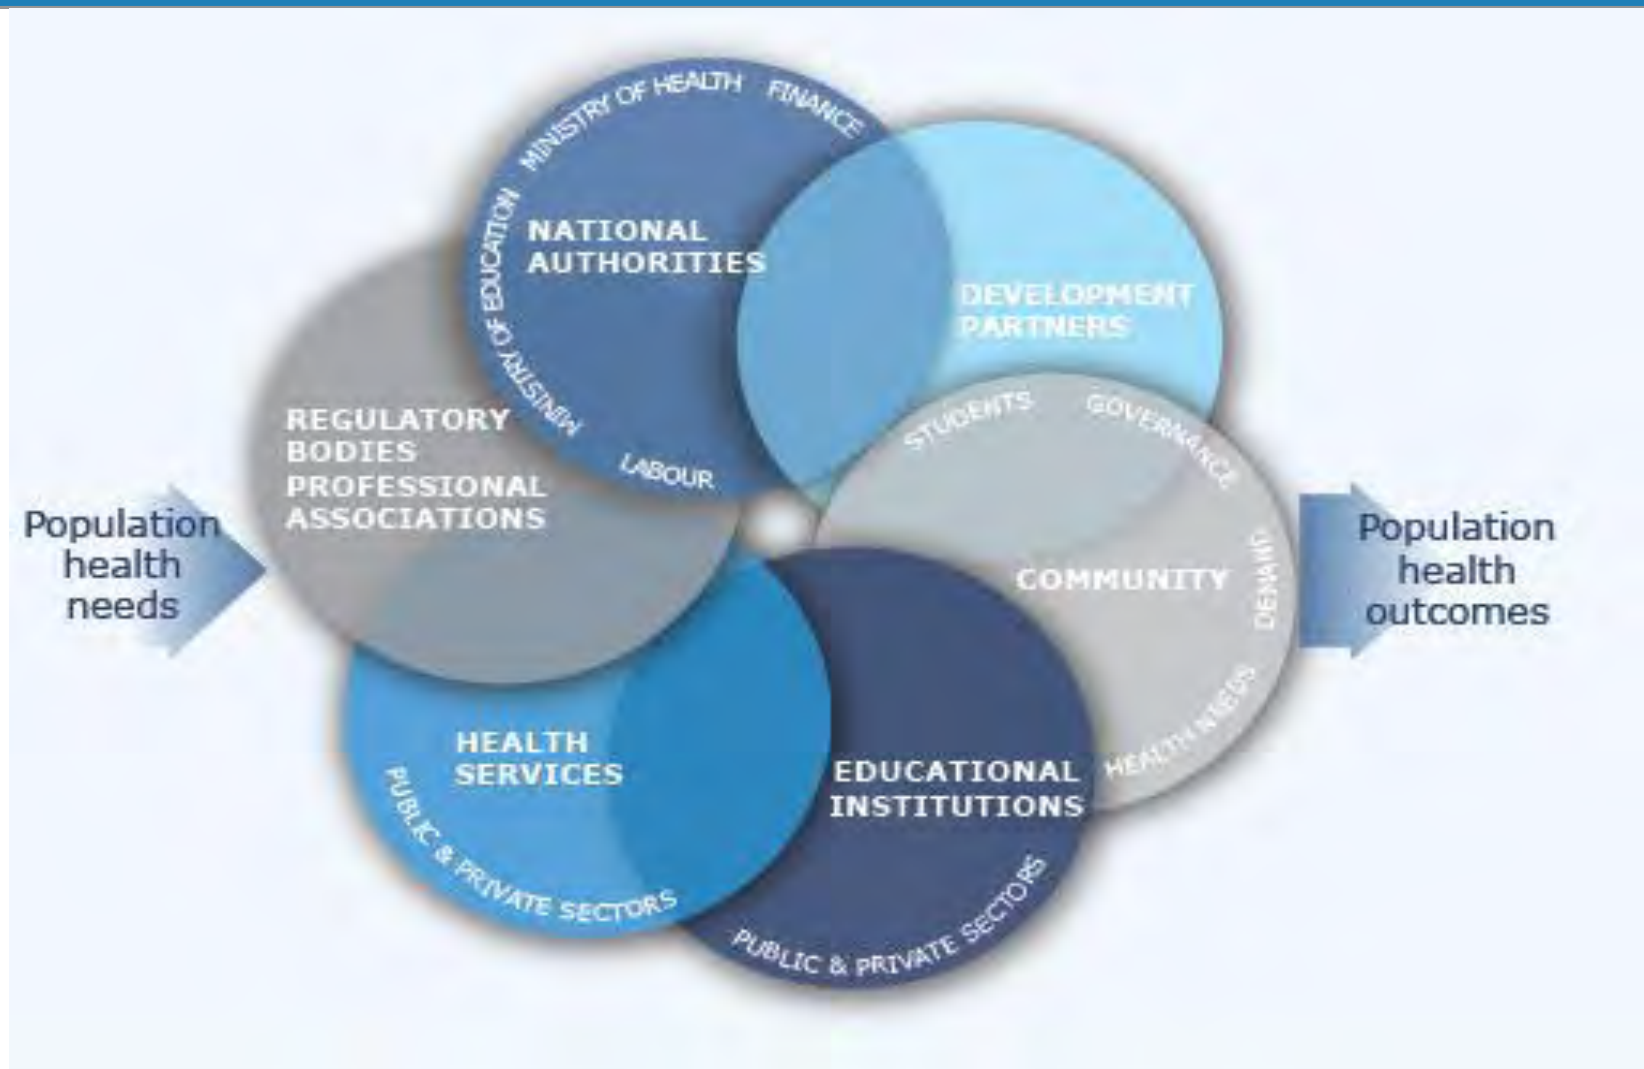 MINISTRY OF HEALTH
FINANCE
MINISTRY OF EDUCATION
NATIONAL
AUTHORITIES
LABOUR
DEVELOPMENT
PARTNERS
REGULATORY
BODIES
PROFESSIONAL
ASSOCIATIONS
STUDENTS
GOVERNANCE
DEMAND
HEALTH NEEDS
COMMUNITY
Population
health
needs
Population
health
outcomes
HEALTH
SERVICES
PUBLIC & PRIVATE SECTORS
EDUCATIONAL
INSTITUTIONS
PUBLIC & PRIVATE SECTORS